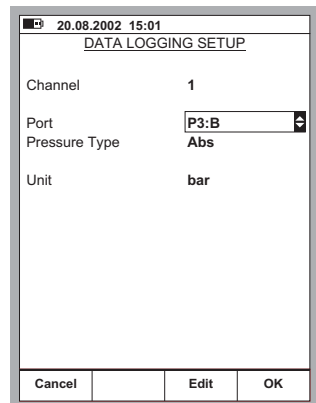 20.08.2002 15:01
DATA LOGGING SETUP
Channel 1
Port P3:B
Pressure Type Abs
Unit bar
Cancel Edit OK